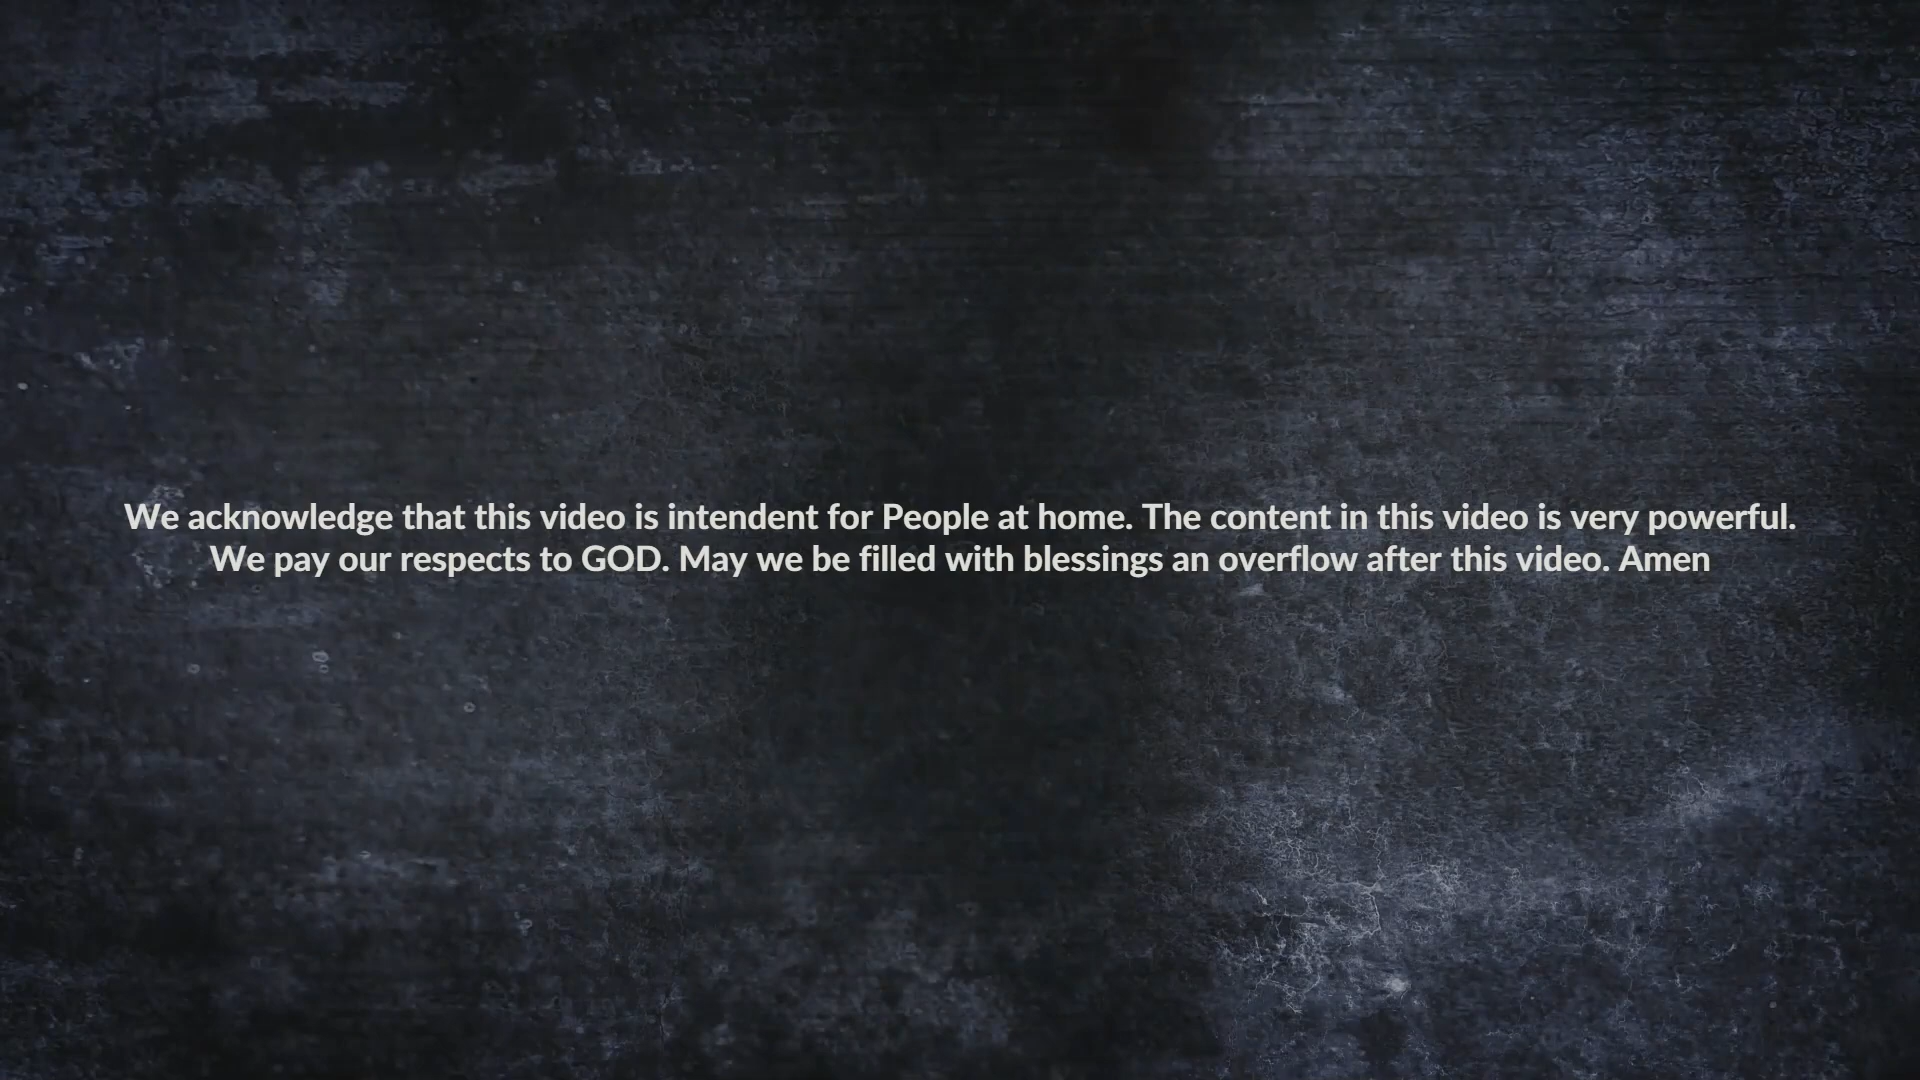 We acknowledge that this video is intendent for People at home. The content in this video is very powerful.
We pay our respects to GOD. May we be filled with blessings an overflow after this video. Amen